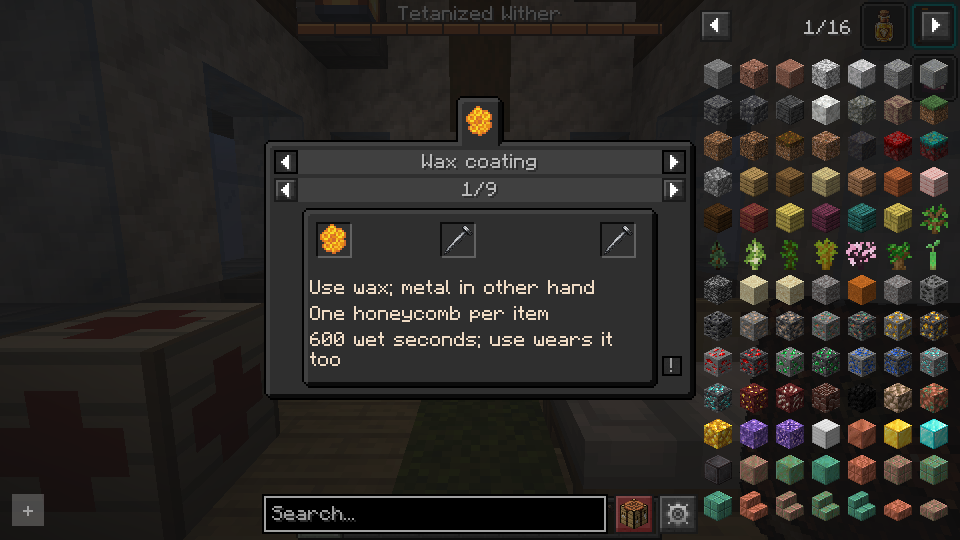 Tetanized Wither
1/16
Wax coating
1/9
Use wax; metal in other hand
One honeycomb per item
600 wet seconds; use wears it
too
!
+
Search...